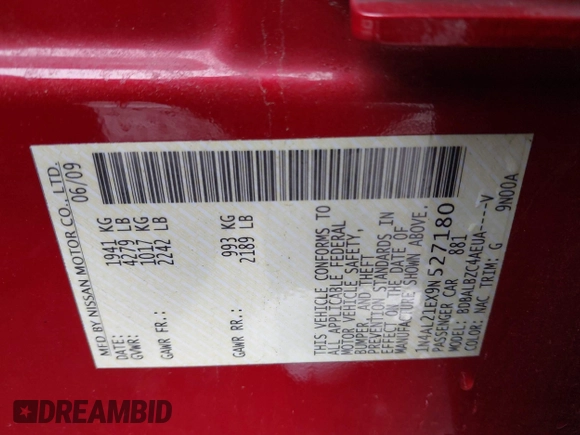 MFD BY NISSAN MOTOR CO., LTD.
06/09
DATE:
GVWR: 1941 KG
4279 LB
GAWR FR.: 1017 KG
2242 LB
GAWR RR.: 993 KG
2189 LB
THIS VEHICLE CONFORMS TO
ALL APPLICABLE FEDERAL
MOTOR VEHICLE SAFETY,
BUMPER, AND THEFT
PREVENTION STANDARDS IN
EFFECT ON THE DATE OF
MANUFACTURE SHOWN ABOVE.
1N4AL21EX9N527180
PASSENGER CAR 881
MODEL: BDBALBZC4AEUA----V
COLOR: NAC TRIM: G 9N00A
DREAMBID